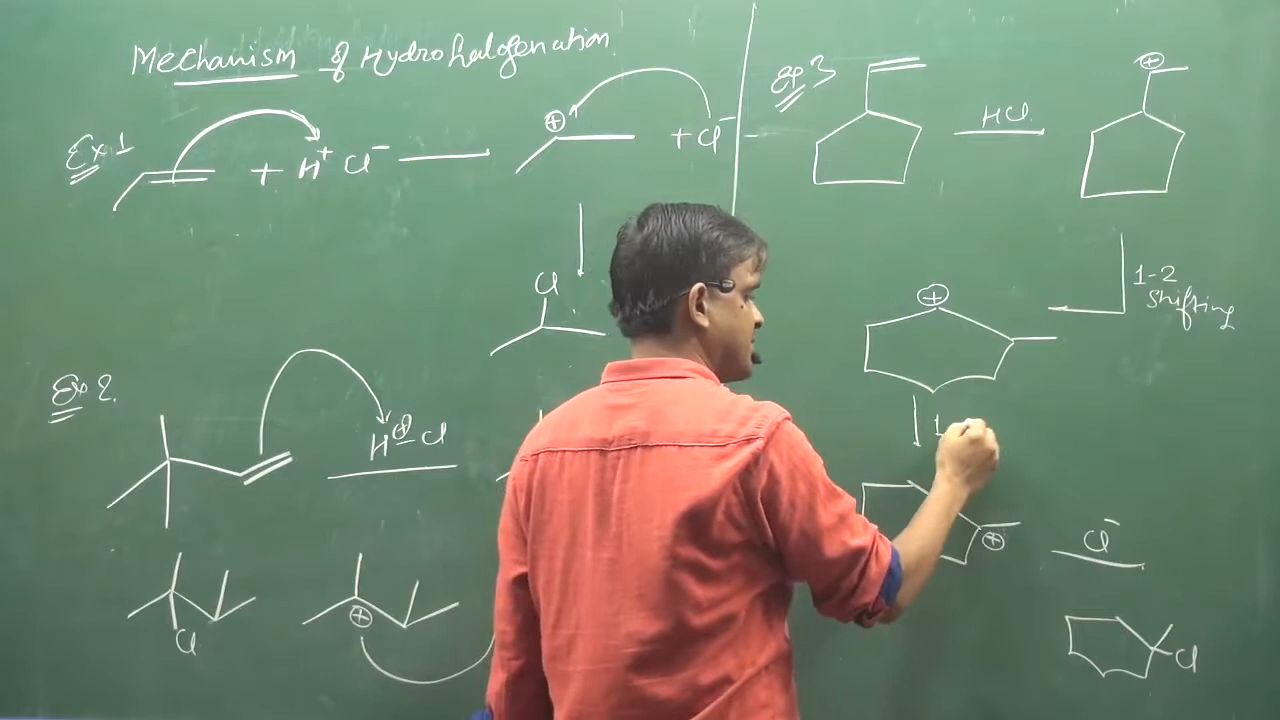 Mechanism of Hydrohalogenation
Ex 1
+ H⁺ Cl⁻
⊕
+ Cl⁻
Cl
Ex 2.
H⊕ Cl
Cl
⊕
Ex 3
HCl
⊕
1-2
Shifting
⊕
1
⊕
Cl⁻
Cl